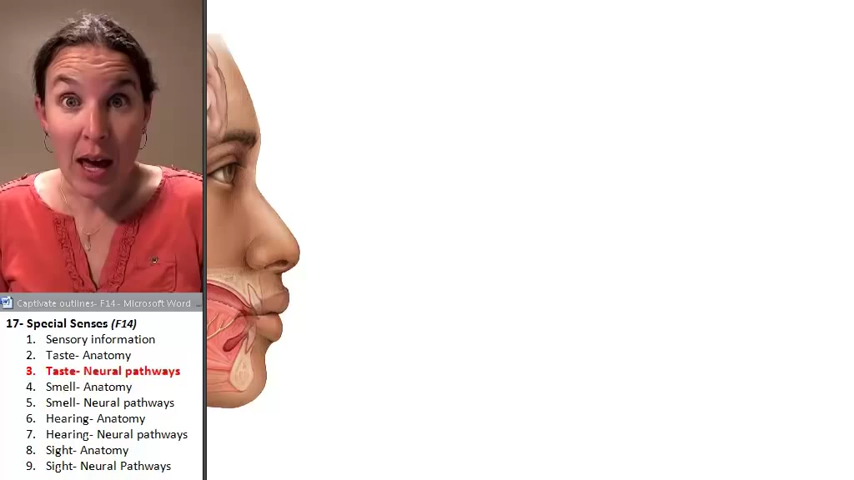 Captivate outlines- F14 - Microsoft Word
17- Special Senses (F14)
1. Sensory information
2. Taste- Anatomy
3. Taste- Neural pathways
4. Smell- Anatomy
5. Smell- Neural pathways
6. Hearing- Anatomy
7. Hearing- Neural pathways
8. Sight- Anatomy
9. Sight- Neural Pathways